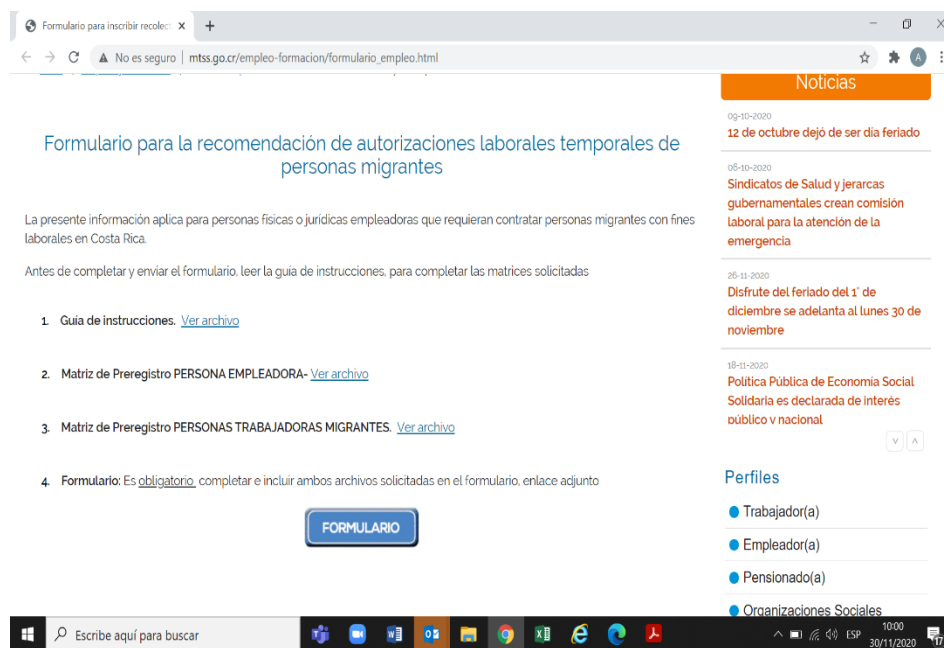 Formulario para inscribir recolec
No es seguro | mtss.go.cr/empleo-formacion/formulario_empleo.html
A
Formulario para la recomendación de autorizaciones laborales temporales de
personas migrantes
La presente información aplica para personas físicas o jurídicas empleadoras que requieran contratar personas migrantes con fines
laborales en Costa Rica.
Antes de completar y enviar el formulario, leer la guía de instrucciones, para completar las matrices solicitadas
1. Guía de instrucciones. Ver archivo
2. Matriz de Preregistro PERSONA EMPLEADORA- Ver archivo
3. Matriz de Preregistro PERSONAS TRABAJADORAS MIGRANTES. Ver archivo
4. Formulario: Es obligatorio completar e incluir ambos archivos solicitadas en el formulario, enlace adjunto
FORMULARIO
Noticias
09-10-2020
12 de octubre dejó de ser día feriado
06-10-2020
Sindicatos de Salud y jerarcas
gubernamentales crean comisión
laboral para la atención de la
emergencia
26-11-2020
Disfrute del feriado del 1° de
diciembre se adelanta al lunes 30 de
noviembre
18-11-2020
Política Pública de Economía Social
Solidaria es declarada de interés
público y nacional
Perfiles
Trabajador(a)
Empleador(a)
Pensionado(a)
Organizaciones Sociales
Escribe aquí para buscar
ESP
10:00
30/11/2020
17